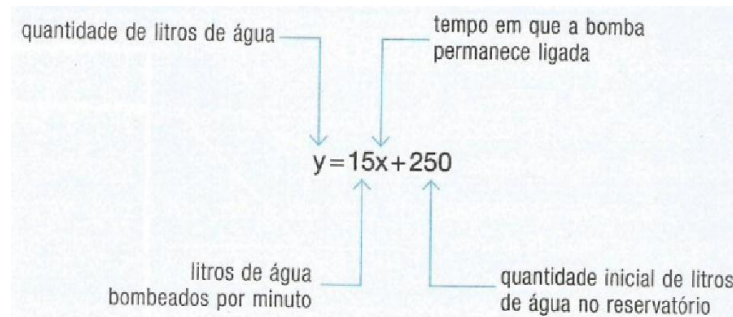 quantidade de litros de água
tempo em que a bomba
permanece ligada
y=15x+250
litros de água
bombeados por minuto
quantidade inicial de litros
de água no reservatório